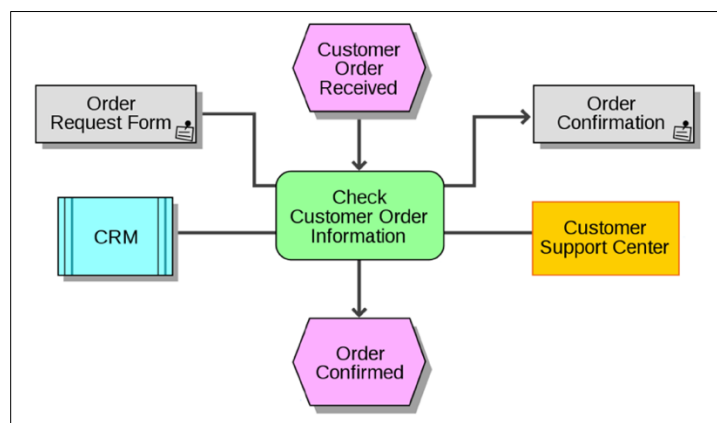 Customer
Order
Received
Order
Request Form
Order
Confirmation
Check
Customer Order
Information
CRM
Customer
Support Center
Order
Confirmed